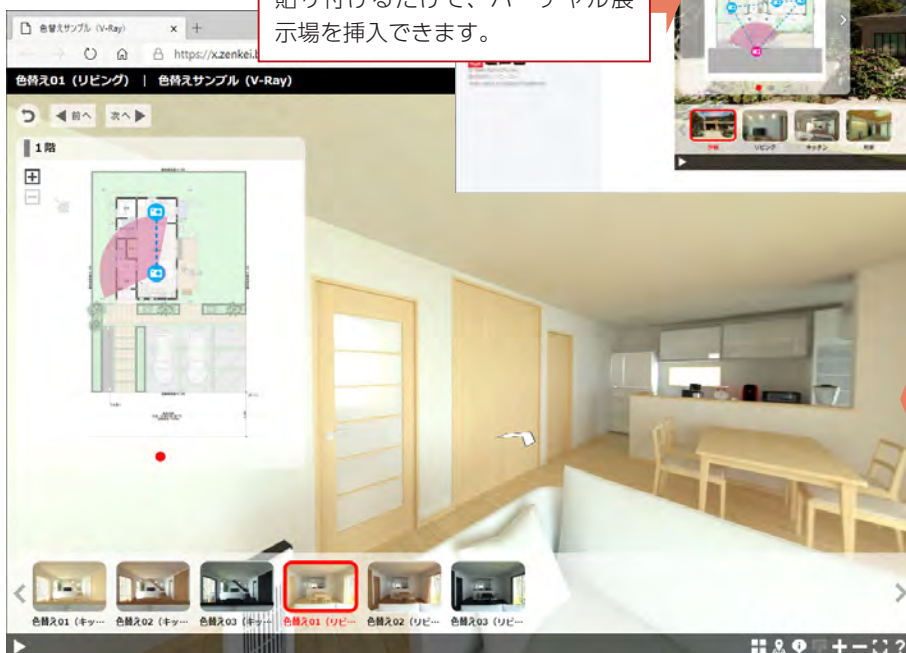 貼り付けるだけで、バーチャル展
示場を挿入できます。
色替えサンプル (V-Ray)
https://x.zenkei.b
色替え01 (リビング) | 色替えサンプル (V-Ray)
前へ 次へ
1階
外観 リビング キッチン 和室
色替え01 (キッ… 色替え02 (キッ… 色替え03 (キッ… 色替え01 (リビ… 色替え02 (リビ… 色替え03 (リビ…